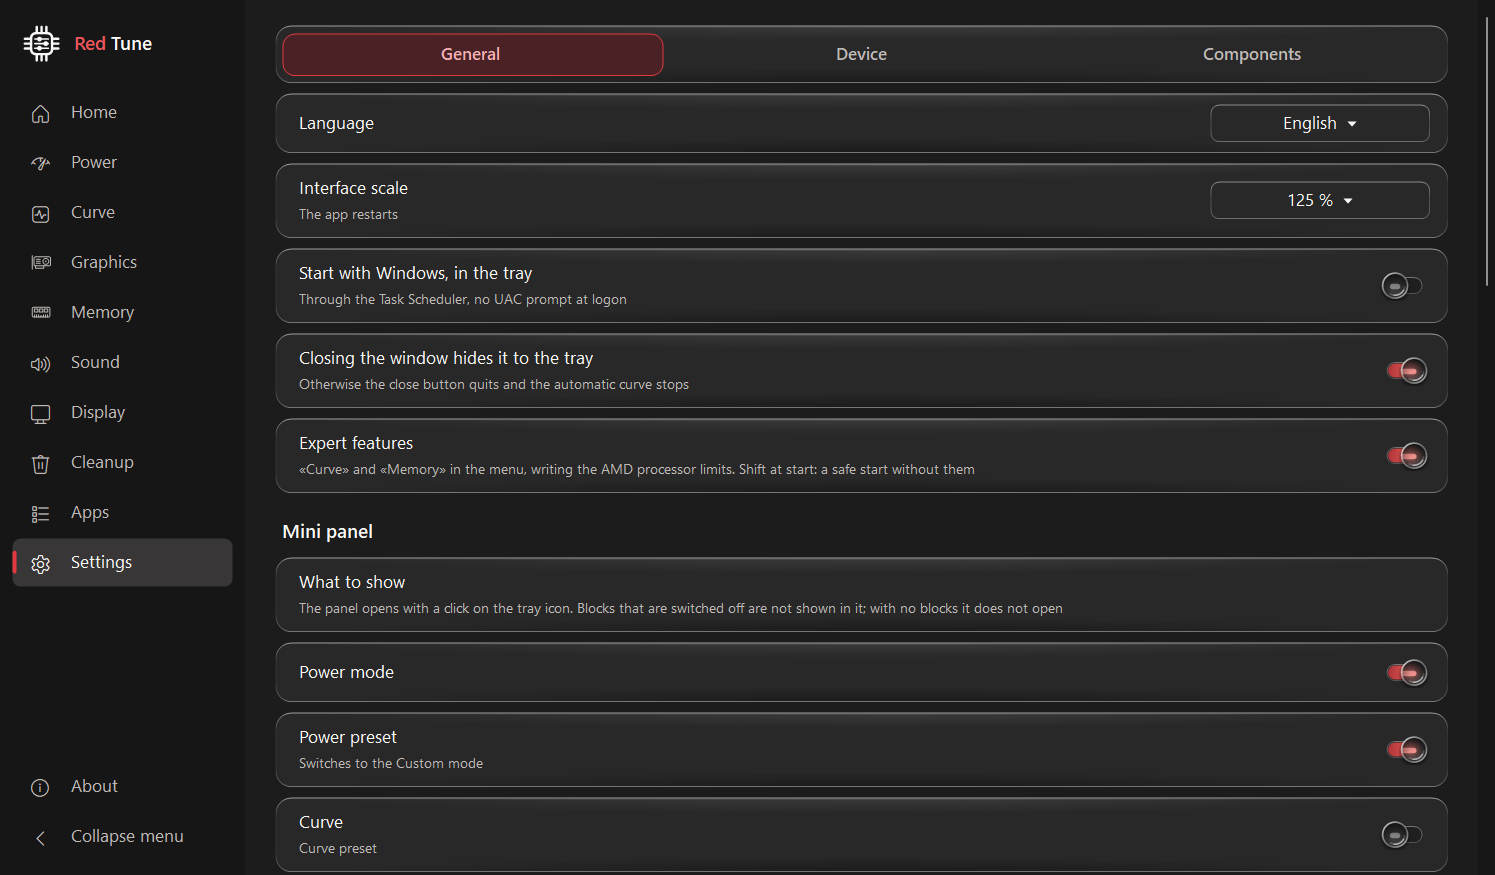 Red Tune
Home
Power
Curve
Graphics
Memory
Sound
Display
Cleanup
Apps
Settings
About
Collapse menu
General
Device
Components
Language
English
Interface scale
The app restarts
125 %
Start with Windows, in the tray
Through the Task Scheduler, no UAC prompt at logon
Closing the window hides it to the tray
Otherwise the close button quits and the automatic curve stops
Expert features
«Curve» and «Memory» in the menu, writing the AMD processor limits. Shift at start: a safe start without them
Mini panel
What to show
The panel opens with a click on the tray icon. Blocks that are switched off are not shown in it; with no blocks it does not open
Power mode
Power preset
Switches to the Custom mode
Curve
Curve preset